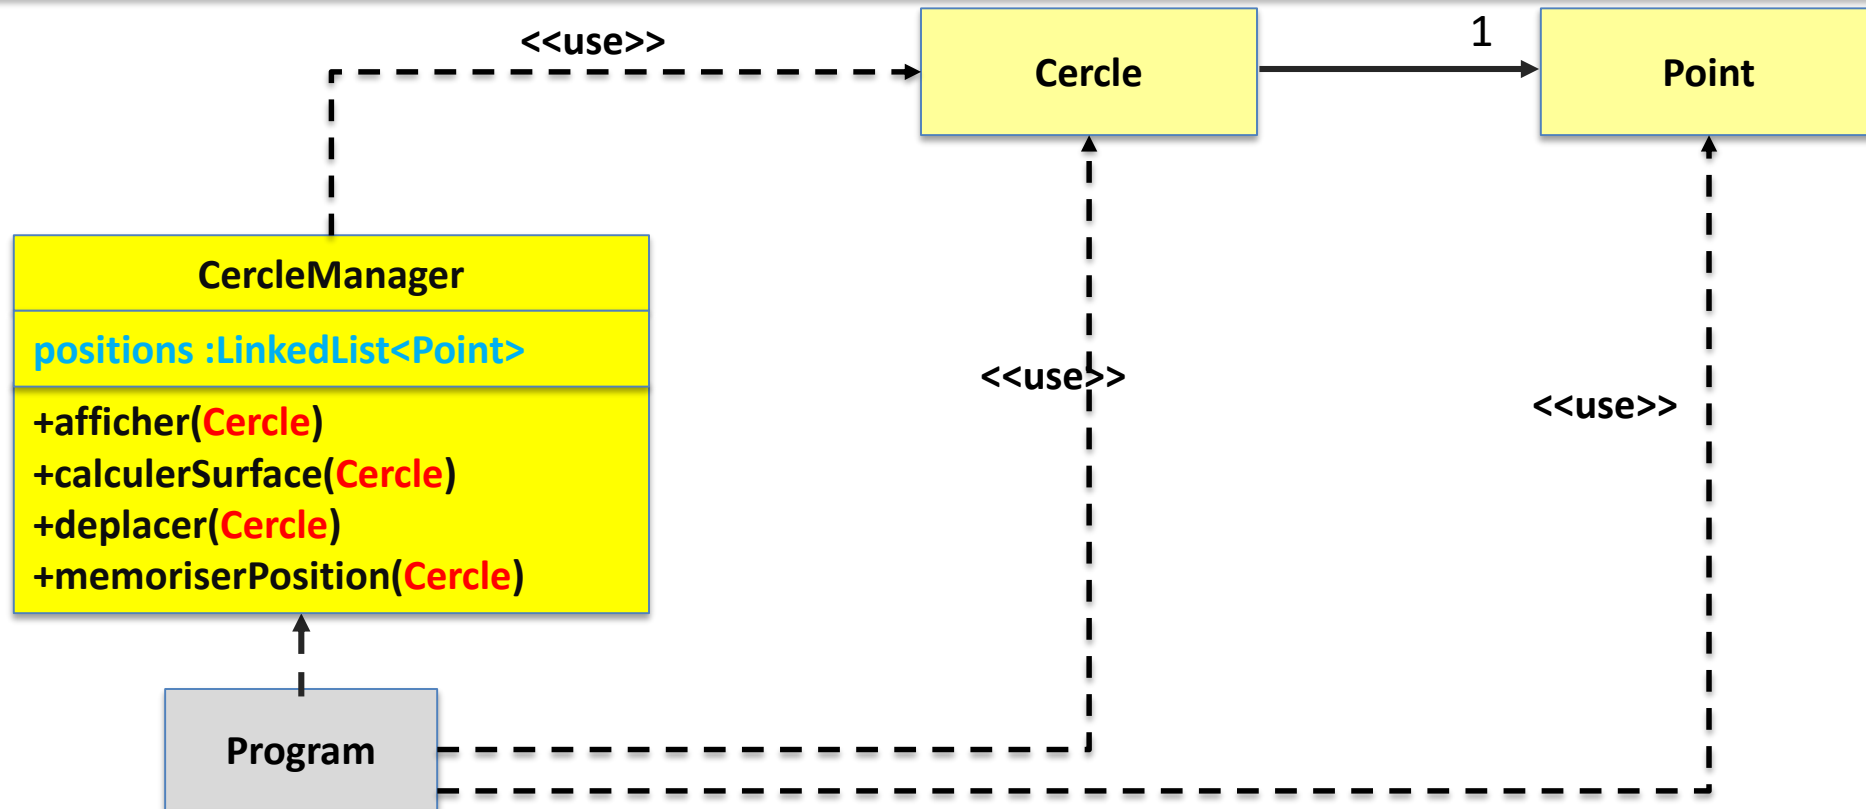 <<use>>
1
Cercle
Point
CercleManager
positions :LinkedList<Point>
<<use>>
<<use>>
+afficher(Cercle)
+calculerSurface(Cercle)
+deplacer(Cercle)
+memoriserPosition(Cercle)
Program